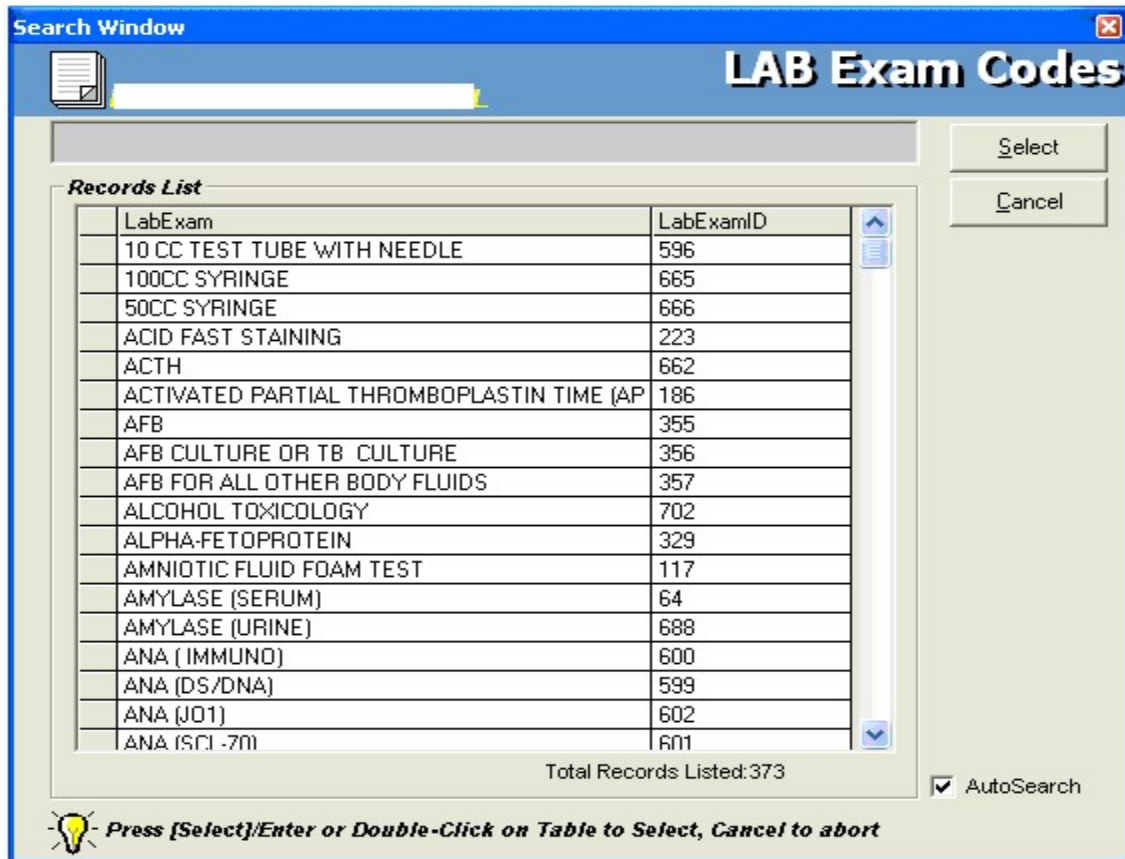 Search Window
LAB Exam Codes
Select
Cancel
Records List
LabExam LabExamID
10 CC TEST TUBE WITH NEEDLE 596
100CC SYRINGE 665
50CC SYRINGE 666
ACID FAST STAINING 223
ACTH 662
ACTIVATED PARTIAL THROMBOPLASTIN TIME (AP 186
AFB 355
AFB CULTURE OR TB  CULTURE 356
AFB FOR ALL OTHER BODY FLUIDS 357
ALCOHOL TOXICOLOGY 702
ALPHA-FETOPROTEIN 329
AMNIOTIC FLUID FOAM TEST 117
AMYLASE (SERUM) 64
AMYLASE (URINE) 688
ANA ( IMMUNO) 600
ANA (DS/DNA) 599
ANA (JO1) 602
ANA (SCL-70) 601
Total Records Listed:373
AutoSearch
Press [Select]/Enter or Double-Click on Table to Select, Cancel to abort